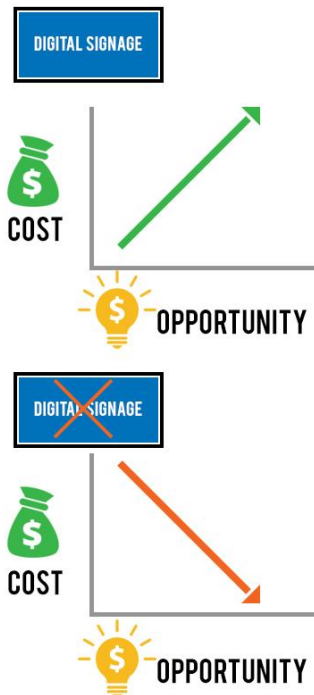 DIGITAL SIGNAGE
$
COST
$
OPPORTUNITY
DIGITAL SIGNAGE
$
COST
$
OPPORTUNITY